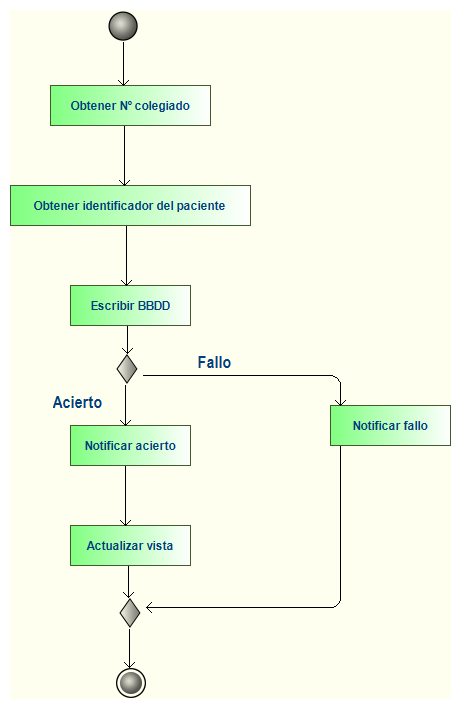 Obtener Nº colegiado
Obtener identificador del paciente
Escribir BBDD
Fallo
Acierto
Notificar acierto
Notificar fallo
Actualizar vista